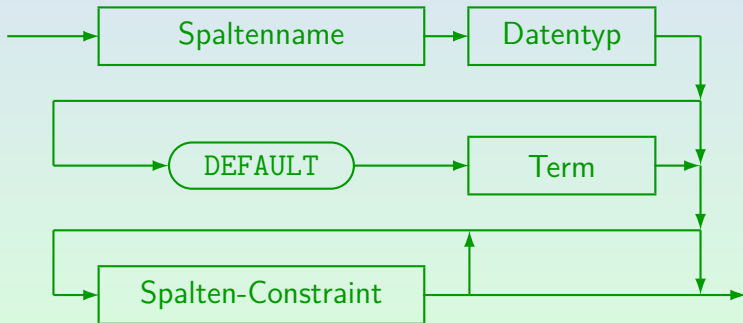 Spaltenname
Datentyp
DEFAULT
Term
Spalten-Constraint